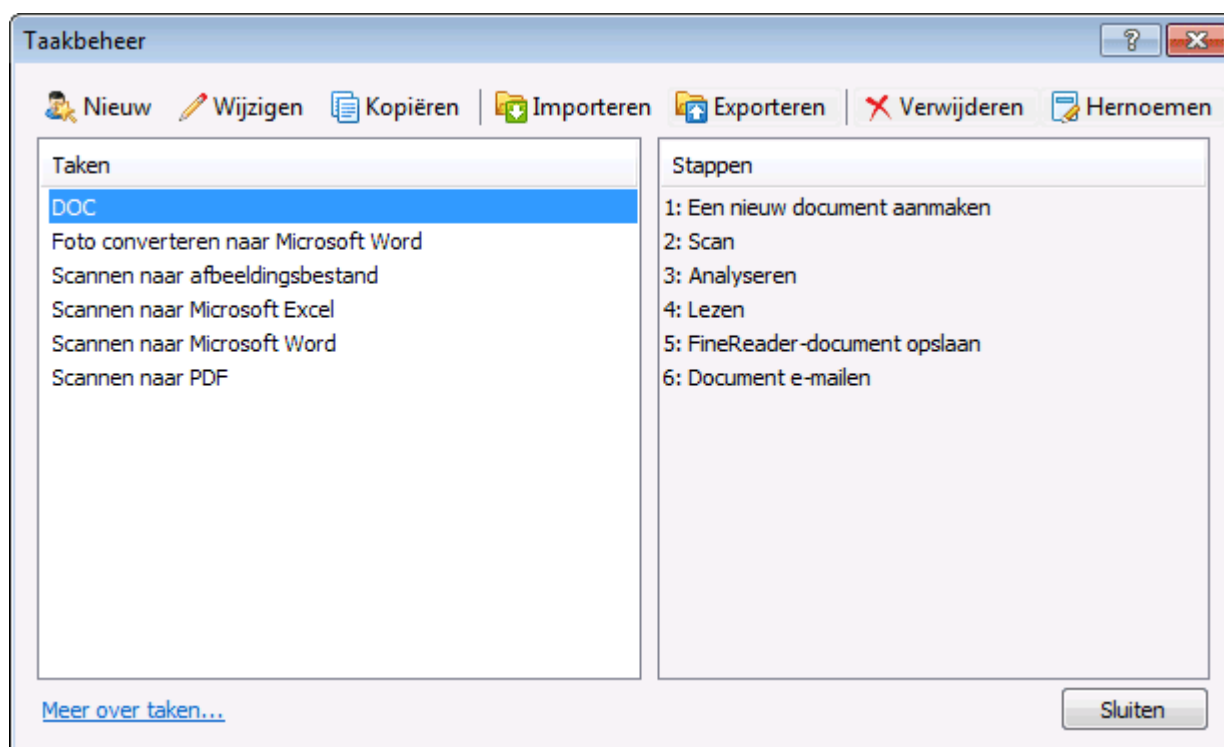 Taakbeheer
Nieuw Wijzigen Kopiëren Importeren Exporteren Verwijderen Hernoemen
Taken
DOC
Foto converteren naar Microsoft Word
Scannen naar afbeeldingsbestand
Scannen naar Microsoft Excel
Scannen naar Microsoft Word
Scannen naar PDF
Stappen
1: Een nieuw document aanmaken
2: Scan
3: Analyseren
4: Lezen
5: FineReader-document opslaan
6: Document e-mailen
Meer over taken...
Sluiten